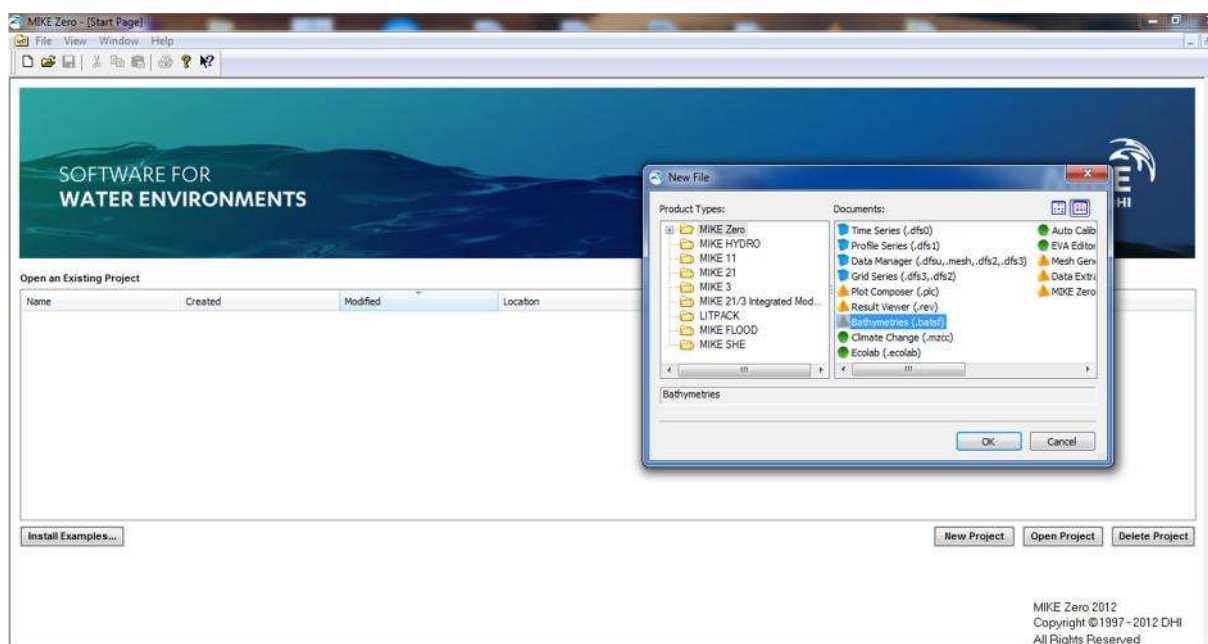 MIKE Zero - [Start Page]
File View Window Help
SOFTWARE FOR
WATER ENVIRONMENTS
DHI
Open an Existing Project
Name Created Modified Location
New File
Product Types:
MIKE Zero
MIKE HYDRO
MIKE 11
MIKE 21
MIKE 3
MIKE 21/3 Integrated Mod...
LITPACK
MIKE FLOOD
MIKE SHE
Documents:
Time Series (.dfs0)
Profile Series (.dfs1)
Data Manager (.dfsu,.mesh,.dfs2,.dfs3)
Grid Series (.dfs3,.dfs2)
Plot Composer (.plc)
Result Viewer (.rev)
Bathymetries (.batsf)
Climate Change (.mzcc)
Ecolab (.ecolab)
Auto Calib
EVA Editor
Mesh Gen
Data Extra
MIKE Zero
Bathymetries
OK Cancel
Install Examples... New Project Open Project Delete Project
MIKE Zero 2012
Copyright ©1997-2012 DHI
All Rights Reserved